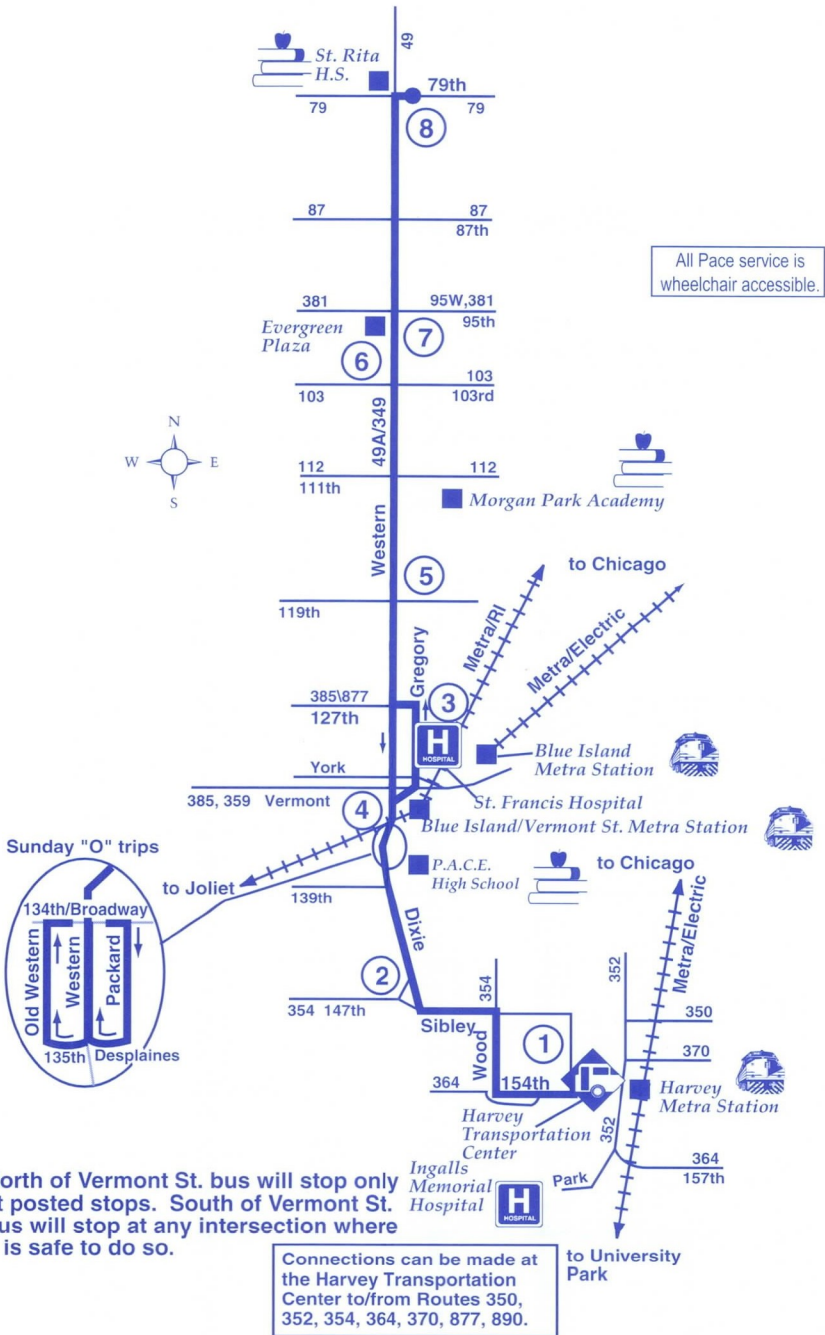 49
St. Rita
H.S.
79th
79
79
8
87
87
87th
All Pace service is
wheelchair accessible.
381
95W,381
95th
Evergreen
Plaza
7
6
103
103
103rd
N
W
E
S
49A/349
112
112
111th
Morgan Park Academy
Western
5
to Chicago
119th
Metra/RI
Metra/Electric
Gregory
385\877
127th
3
H
HOSPITAL
Blue Island
Metra Station
York
385, 359 Vermont
St. Francis Hospital
4
Blue Island/Vermont St. Metra Station
Sunday "O" trips
to Joliet
P.A.C.E.
High School
to Chicago
139th
134th/Broadway
Old Western
Western
Packard
135th
Desplaines
Dixie
2
354 147th
Sibley
354
352
Metra/Electric
350
1
370
Wood
364
154th
Harvey
Metra Station
Harvey
Transportation
Center
352
364
157th
Ingalls
Memorial
Hospital
H
HOSPITAL
Park
orth of Vermont St. bus will stop only
t posted stops. South of Vermont St.
us will stop at any intersection where
is safe to do so.
to University
Park
Connections can be made at
the Harvey Transportation
Center to/from Routes 350,
352, 354, 364, 370, 877, 890.